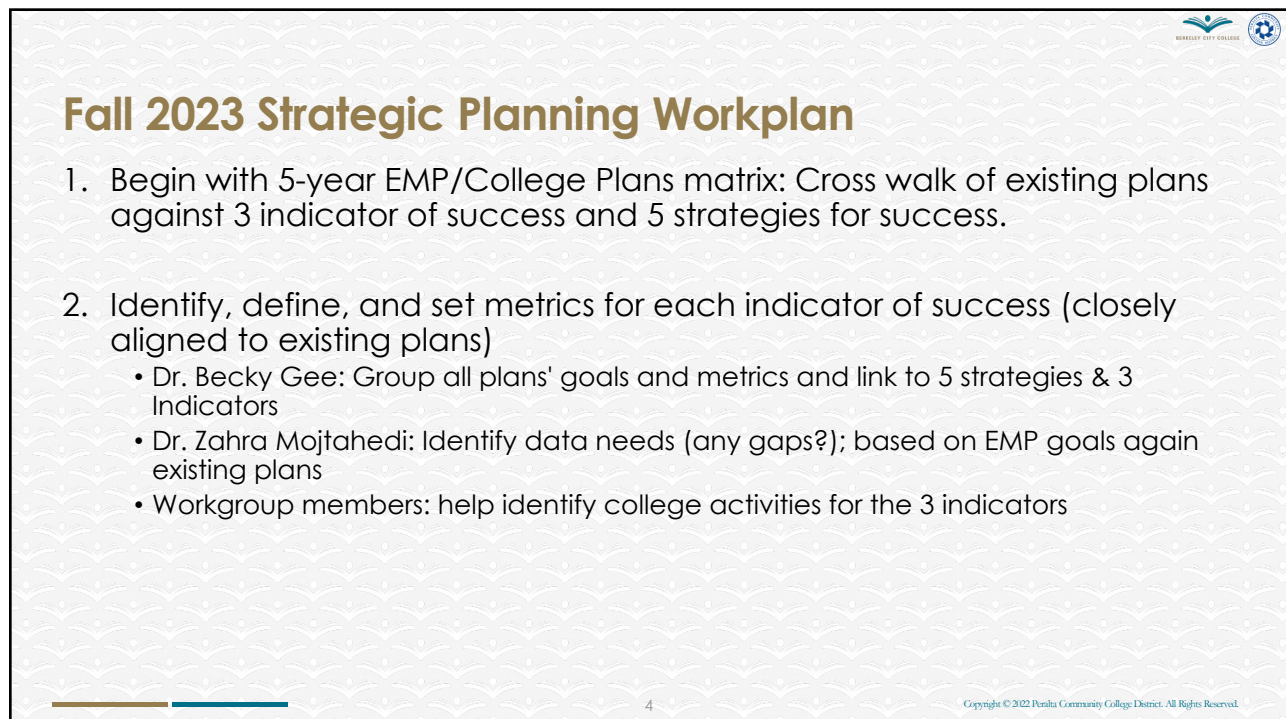 BERKELEY CITY COLLEGE
Fall 2023 Strategic Planning Workplan
1. Begin with 5-year EMP/College Plans matrix: Cross walk of existing plans
against 3 indicator of success and 5 strategies for success.
2. Identify, define, and set metrics for each indicator of success (closely
aligned to existing plans)
• Dr. Becky Gee: Group all plans' goals and metrics and link to 5 strategies & 3
Indicators
• Dr. Zahra Mojtahedi: Identify data needs (any gaps?); based on EMP goals again
existing plans
• Workgroup members: help identify college activities for the 3 indicators
4
Copyright © 2022 Peralta Community College District. All Rights Reserved.